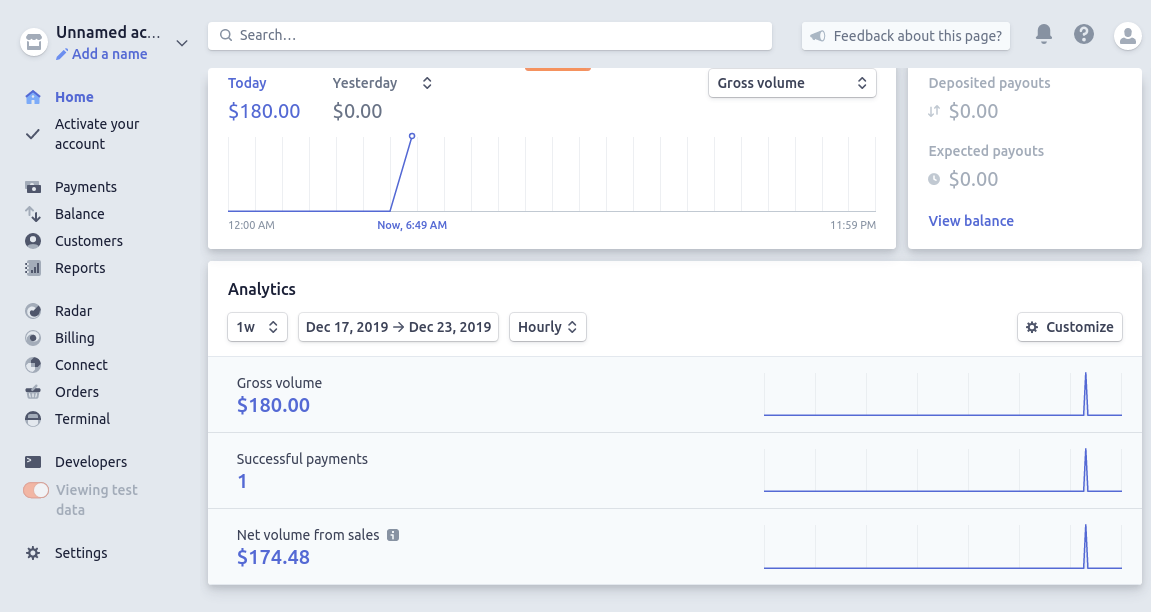 Unnamed ac…
Add a name
Home
Activate your
account
Payments
Balance
Customers
Reports
Radar
Billing
Connect
Orders
Terminal
Developers
Viewing test
data
Settings
Search…
Feedback about this page?
Today
Yesterday
Gross volume
$180.00
$0.00
12:00 AM
Now, 6:49 AM
11:59 PM
Deposited payouts
$0.00
Expected payouts
$0.00
View balance
Analytics
1w
Dec 17, 2019 → Dec 23, 2019
Hourly
Customize
Gross volume
$180.00
Successful payments
1
Net volume from sales
$174.48